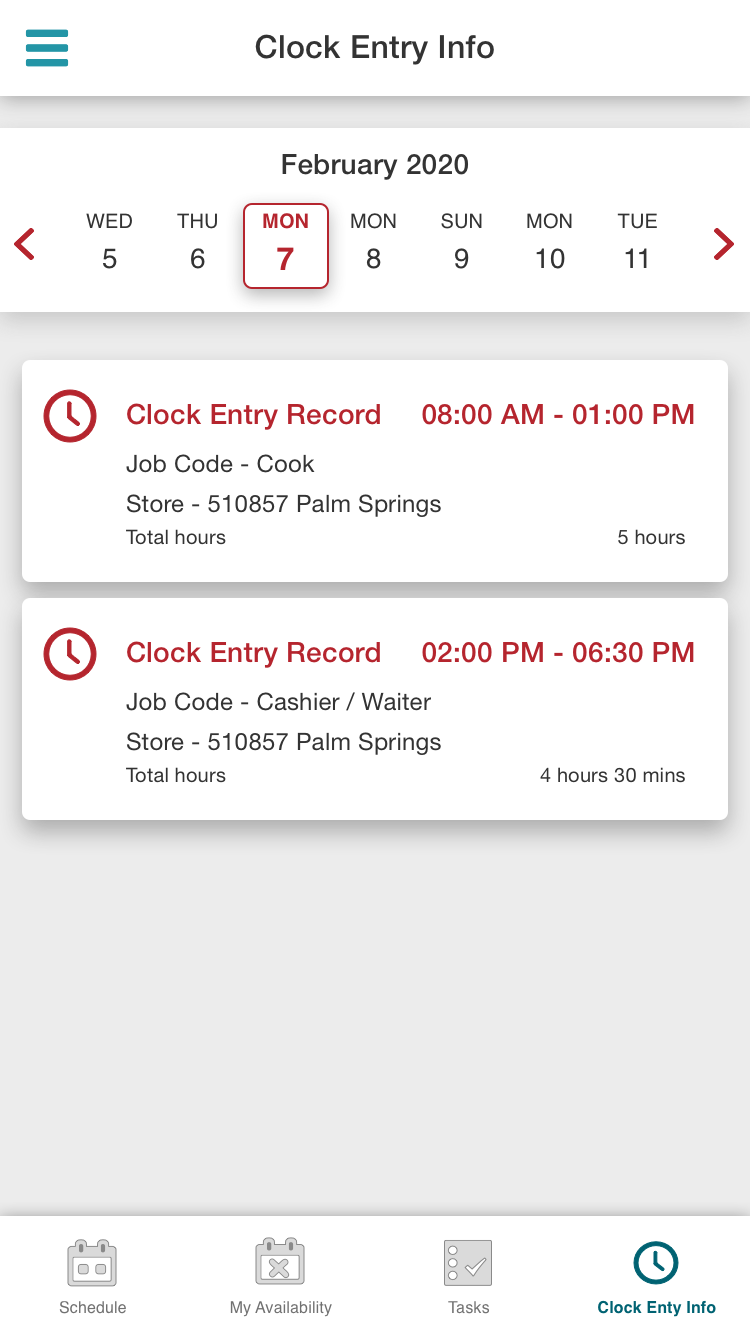 Clock Entry Info
February 2020
WED THU MON MON SUN MON TUE
5 6 7 8 9 10 11
Clock Entry Record 08:00 AM - 01:00 PM
Job Code - Cook
Store - 510857 Palm Springs
Total hours 5 hours
Clock Entry Record 02:00 PM - 06:30 PM
Job Code - Cashier / Waiter
Store - 510857 Palm Springs
Total hours 4 hours 30 mins
Schedule My Availability Tasks Clock Enty Info